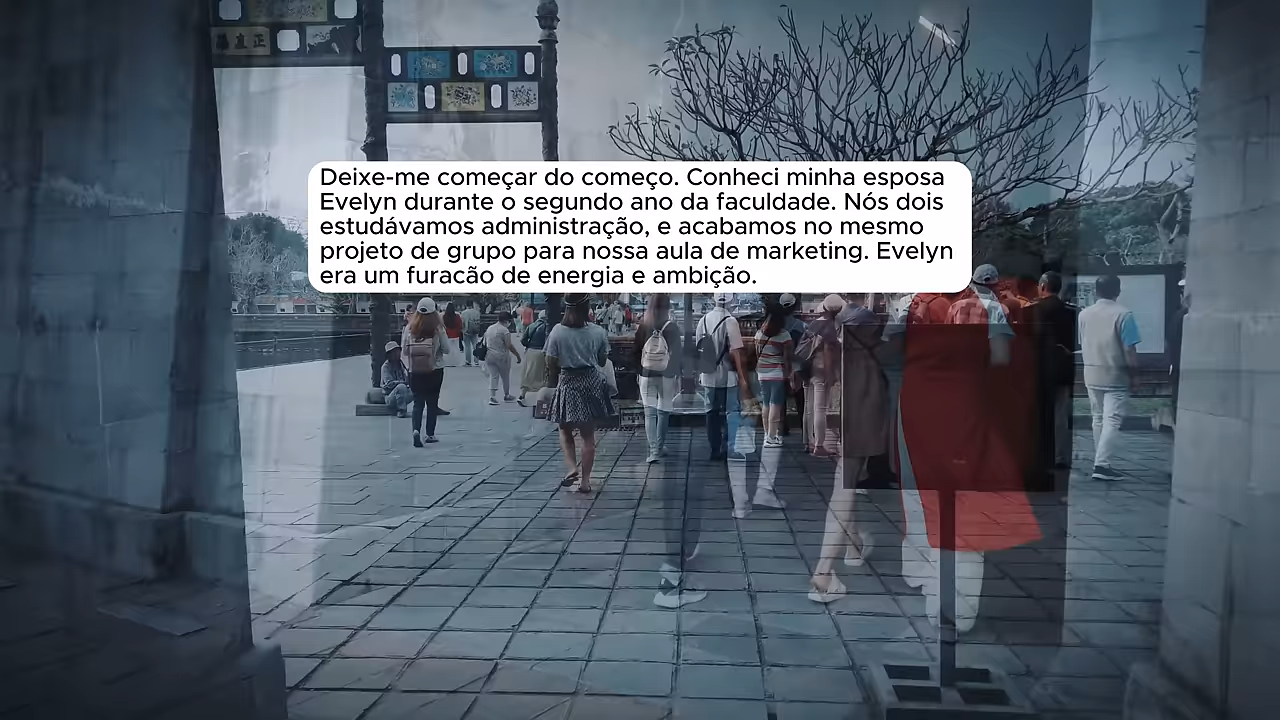 Deixe-me começar do começo. Conheci minha esposa
Evelyn durante o segundo ano da faculdade. Nós dois
estudávamos administração, e acabamos no mesmo
projeto de grupo para nossa aula de marketing. Evelyn
era um furacão de energia e ambição.